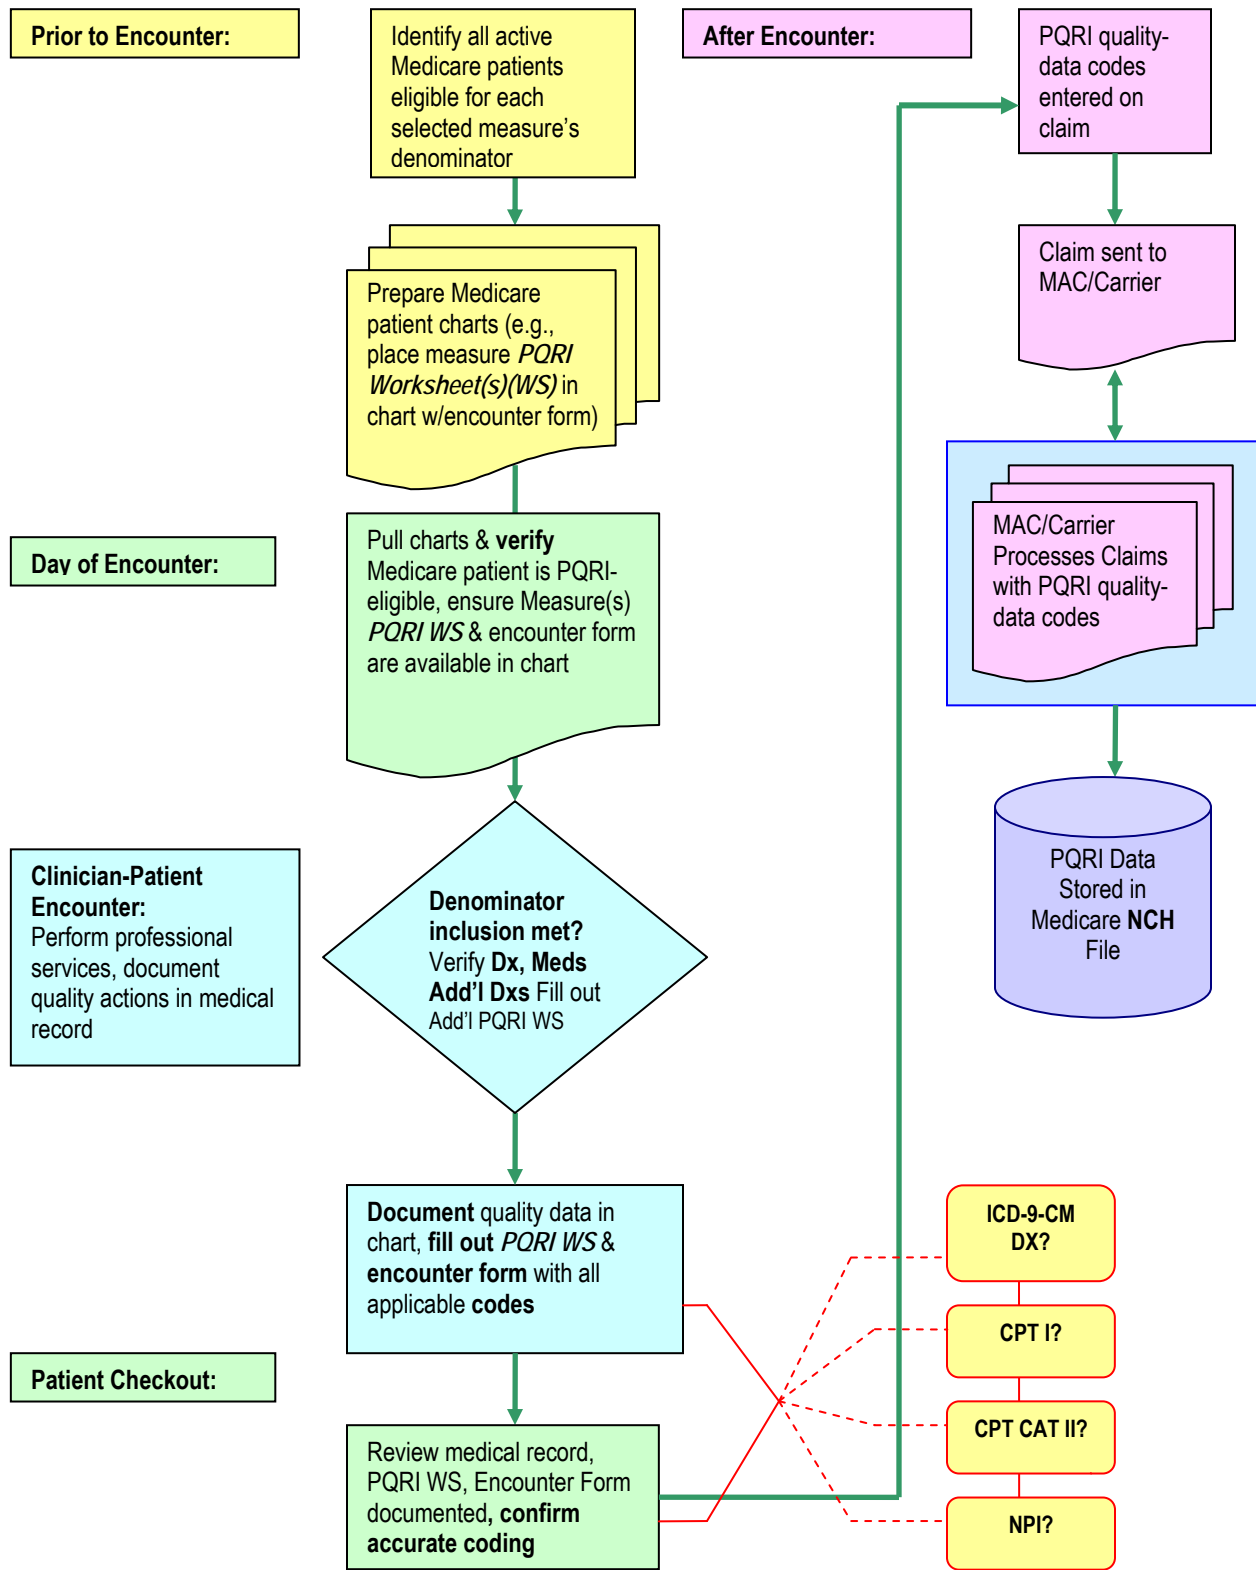 Prior to Encounter:
Identify all active
Medicare patients
eligible for each
selected measure's
denominator
Prepare Medicare
patient charts (e.g.,
place measure PQRI
Worksheet(s)(WS) in
chart w/encounter form)
Day of Encounter:
Pull charts & verify
Medicare patient is PQRI-
eligible, ensure Measure(s)
PQRI WS & encounter form
are available in chart
Clinician-Patient
Encounter:
Perform professional
services, document
quality actions in medical
record
Denominator
inclusion met?
Verify Dx, Meds
Add'l Dxs Fill out
Add'l PQRI WS
Document quality data in
chart, fill out PQRI WS &
encounter form with all
applicable codes
Patient Checkout:
Review medical record,
PQRI WS, Encounter Form
documented, confirm
accurate coding
ICD-9-CM
DX?
CPT I?
CPT CAT II?
NPI?
After Encounter:
PQRI quality-
data codes
entered on
claim
Claim sent to
MAC/Carrier
MAC/Carrier
Processes Claims
with PQRI quality-
data codes
PQRI Data
Stored in
Medicare NCH
File